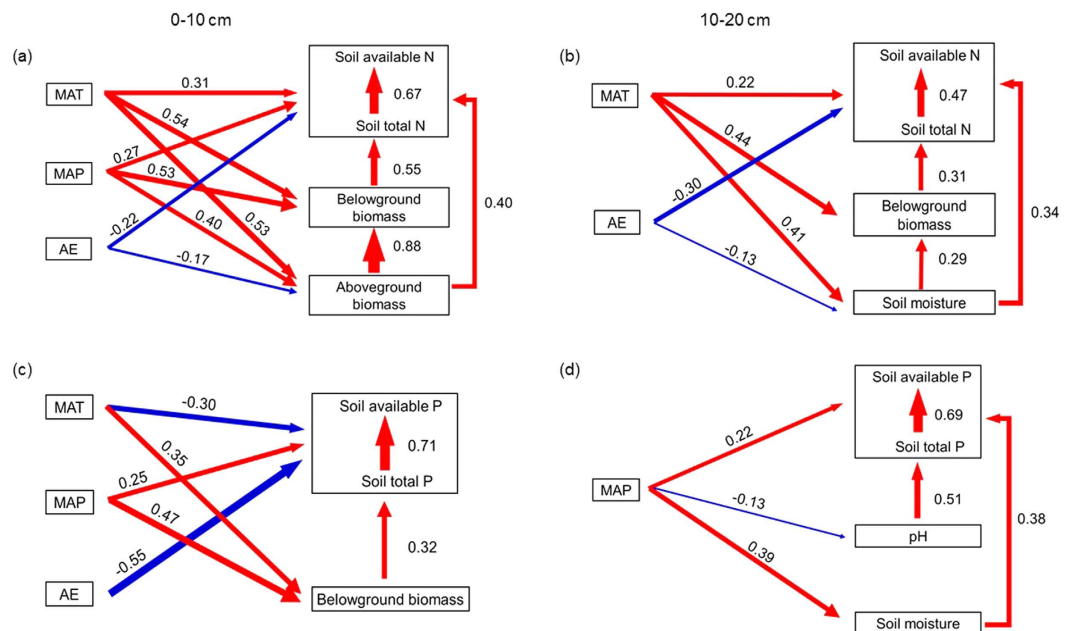 0-10 cm
10-20 cm
(a)
MAT
MAP
AE
0.31
0.54
0.27
0.53
0.53
0.40
-0.22
-0.17
Soil available N
0.67
Soil total N
0.55
Belowground
biomass
0.88
Aboveground
biomass
0.40
(b)
MAT
AE
0.22
0.44
-0.30
0.41
-0.13
Soil available N
0.47
Soil total N
0.31
Belowground
biomass
0.29
Soil moisture
0.34
(c)
MAT
MAP
AE
-0.30
0.35
0.25
0.47
-0.55
Soil available P
0.71
Soil total P
0.32
Belowground biomass
(d)
MAP
0.22
-0.13
0.39
Soil available P
0.69
Soil total P
0.51
pH
Soil moisture
0.38